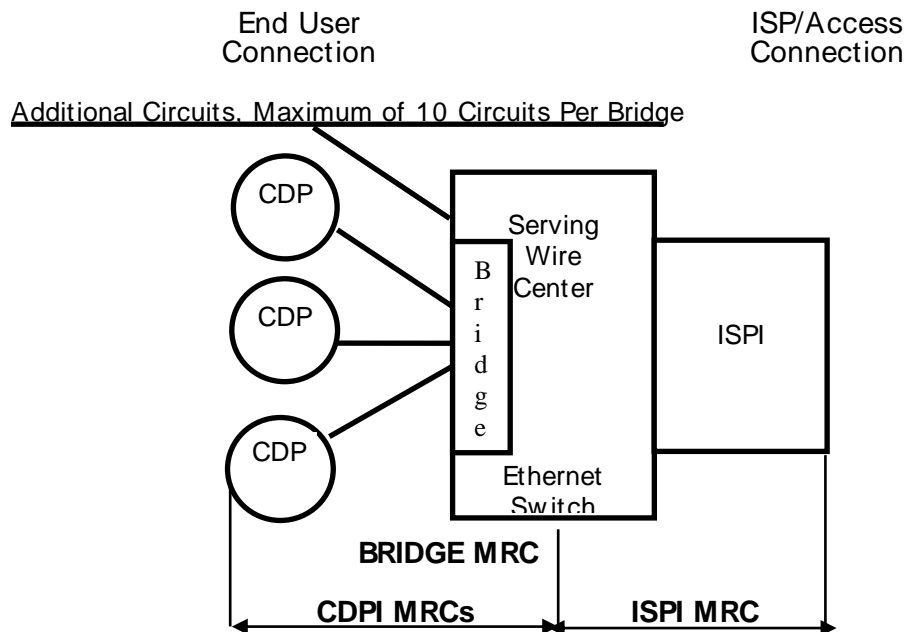 End User
Connection
ISP/Access
Connection
Additional Circuits, Maximum of 10 Circuits Per Bridge
CDP
CDP
CDP
Bridge
Serving
Wire
Center
Ethernet
Switch
ISPI
BRIDGE MRC
CDPI MRCs
ISPI MRC